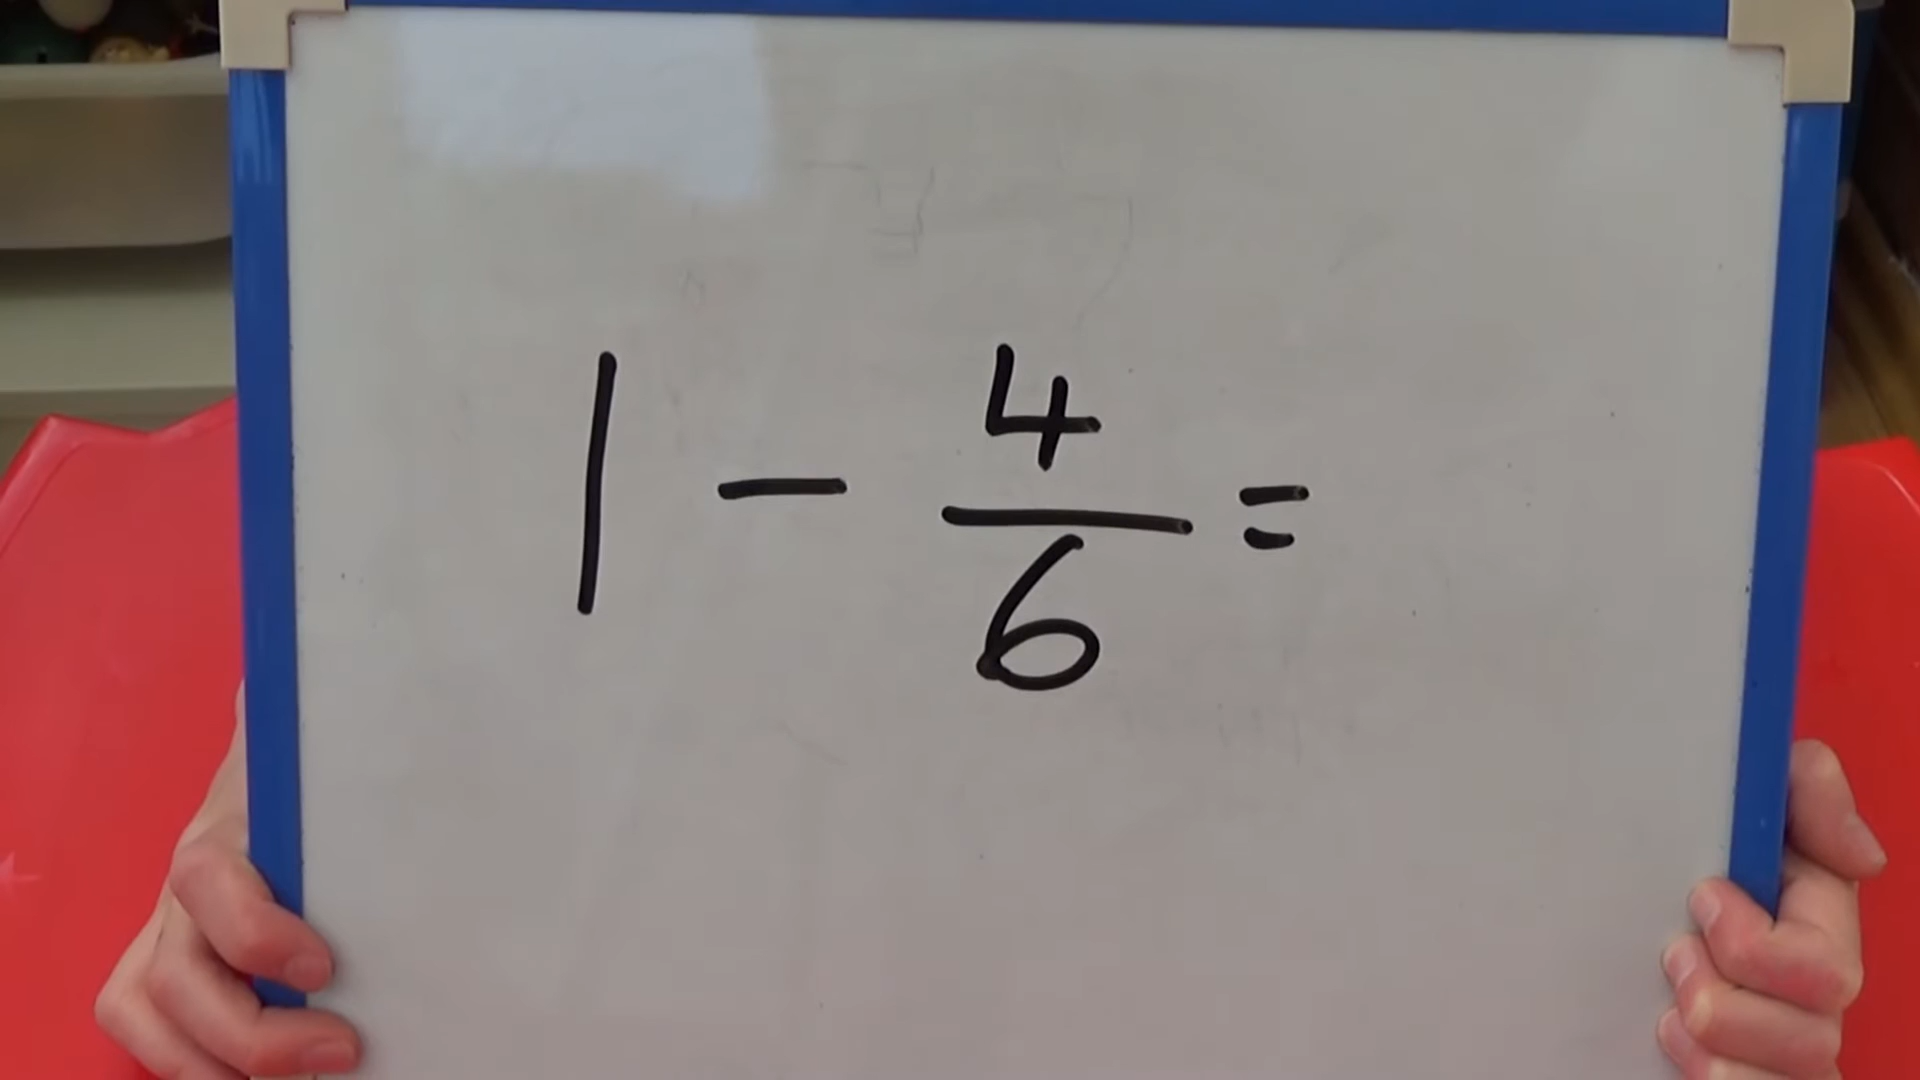 1 - 4/6 =